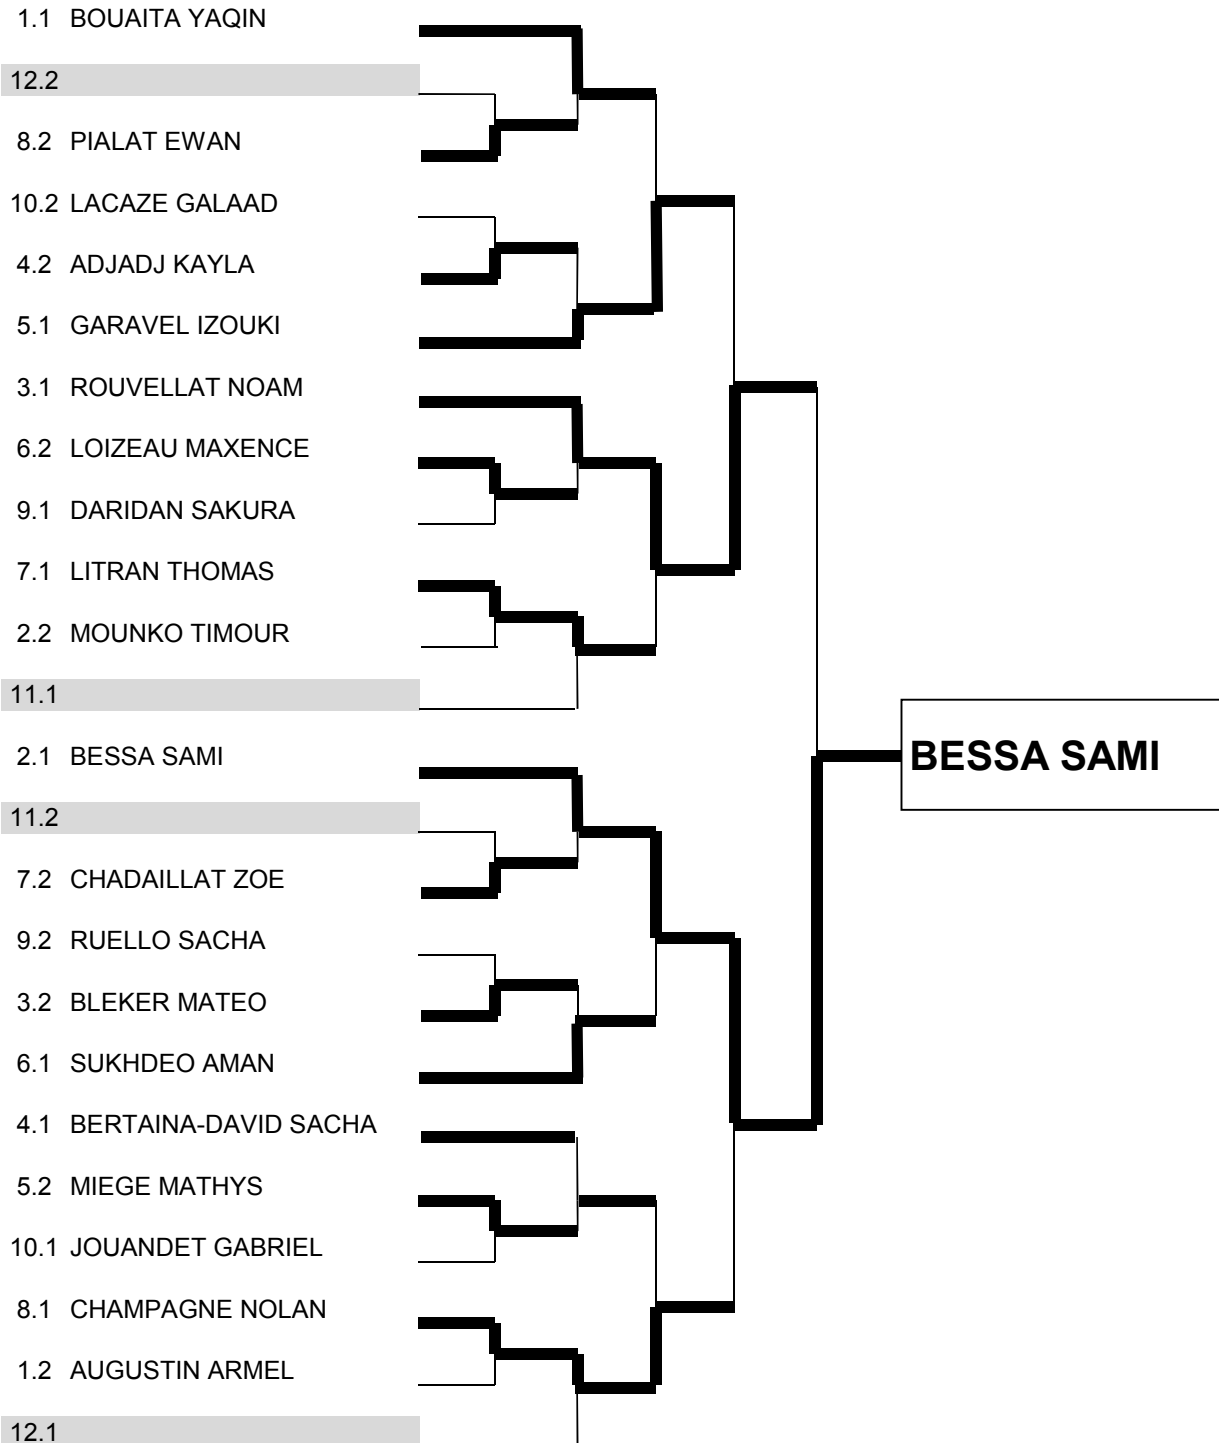 1.1 BOUAITA YAQIN
12.2
8.2 PIALAT EWAN
10.2 LACAZE GALAAD
4.2 ADJADJ KAYLA
5.1 GARAVEL IZOUKI
3.1 ROUVELLAT NOAM
6.2 LOIZEAU MAXENCE
9.1 DARIDAN SAKURA
7.1 LITRAN THOMAS
2.2 MOUNKO TIMOUR
11.1
2.1 BESSA SAMI
BESSA SAMI
11.2
7.2 CHADAILLAT ZOE
9.2 RUELLO SACHA
3.2 BLEKER MATEO
6.1 SUKHDEO AMAN
4.1 BERTAINA-DAVID SACHA
5.2 MIEGE MATHYS
10.1 JOUANDET GABRIEL
8.1 CHAMPAGNE NOLAN
1.2 AUGUSTIN ARMEL
12.1